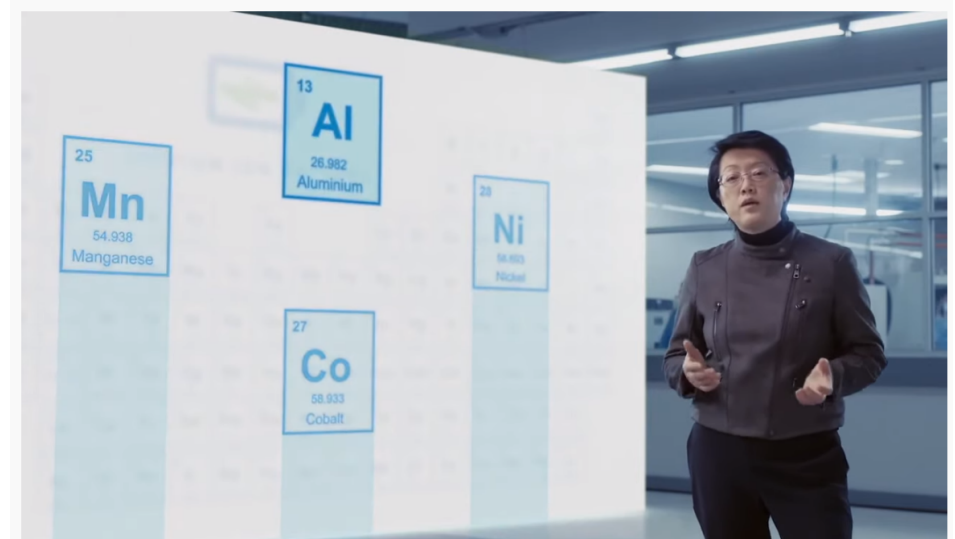 13
Al
26.982
Aluminium
25
Mn
54.938
Manganese
Ni
Nickel
27
Co
58.933
Cobalt